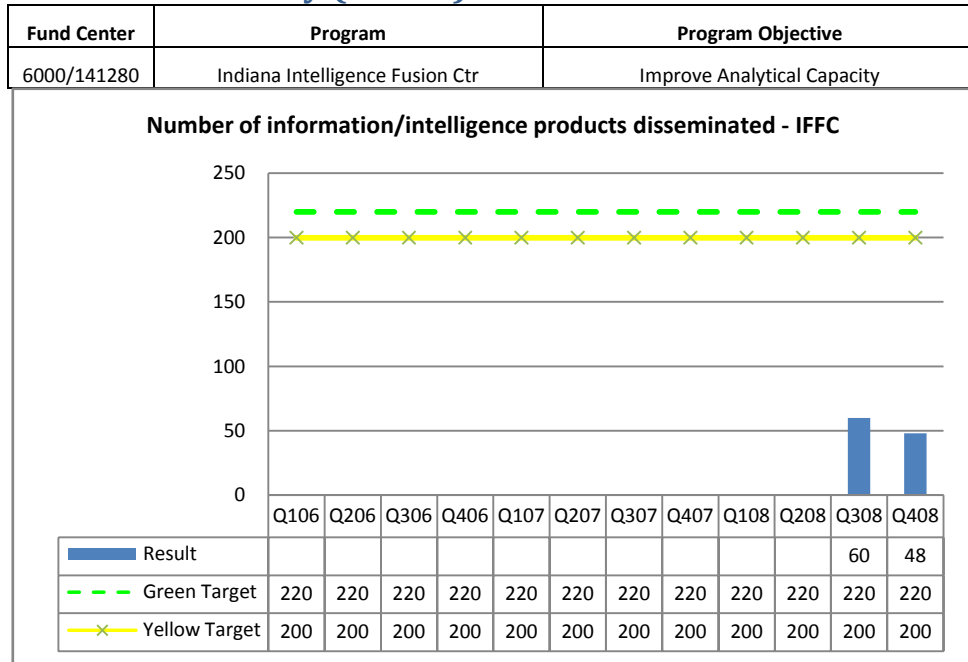 Fund Center Program Program Objective
6000/141280 Indiana Intelligence Fusion Ctr Improve Analytical Capacity
Number of information/intelligence products disseminated - IFFC
250
200
150
100
50
0
Q106 Q206 Q306 Q406 Q107 Q207 Q307 Q407 Q108 Q208 Q308 Q408
Result 60 48
Green Target 220 220 220 220 220 220 220 220 220 220 220 220
Yellow Target 200 200 200 200 200 200 200 200 200 200 200 200